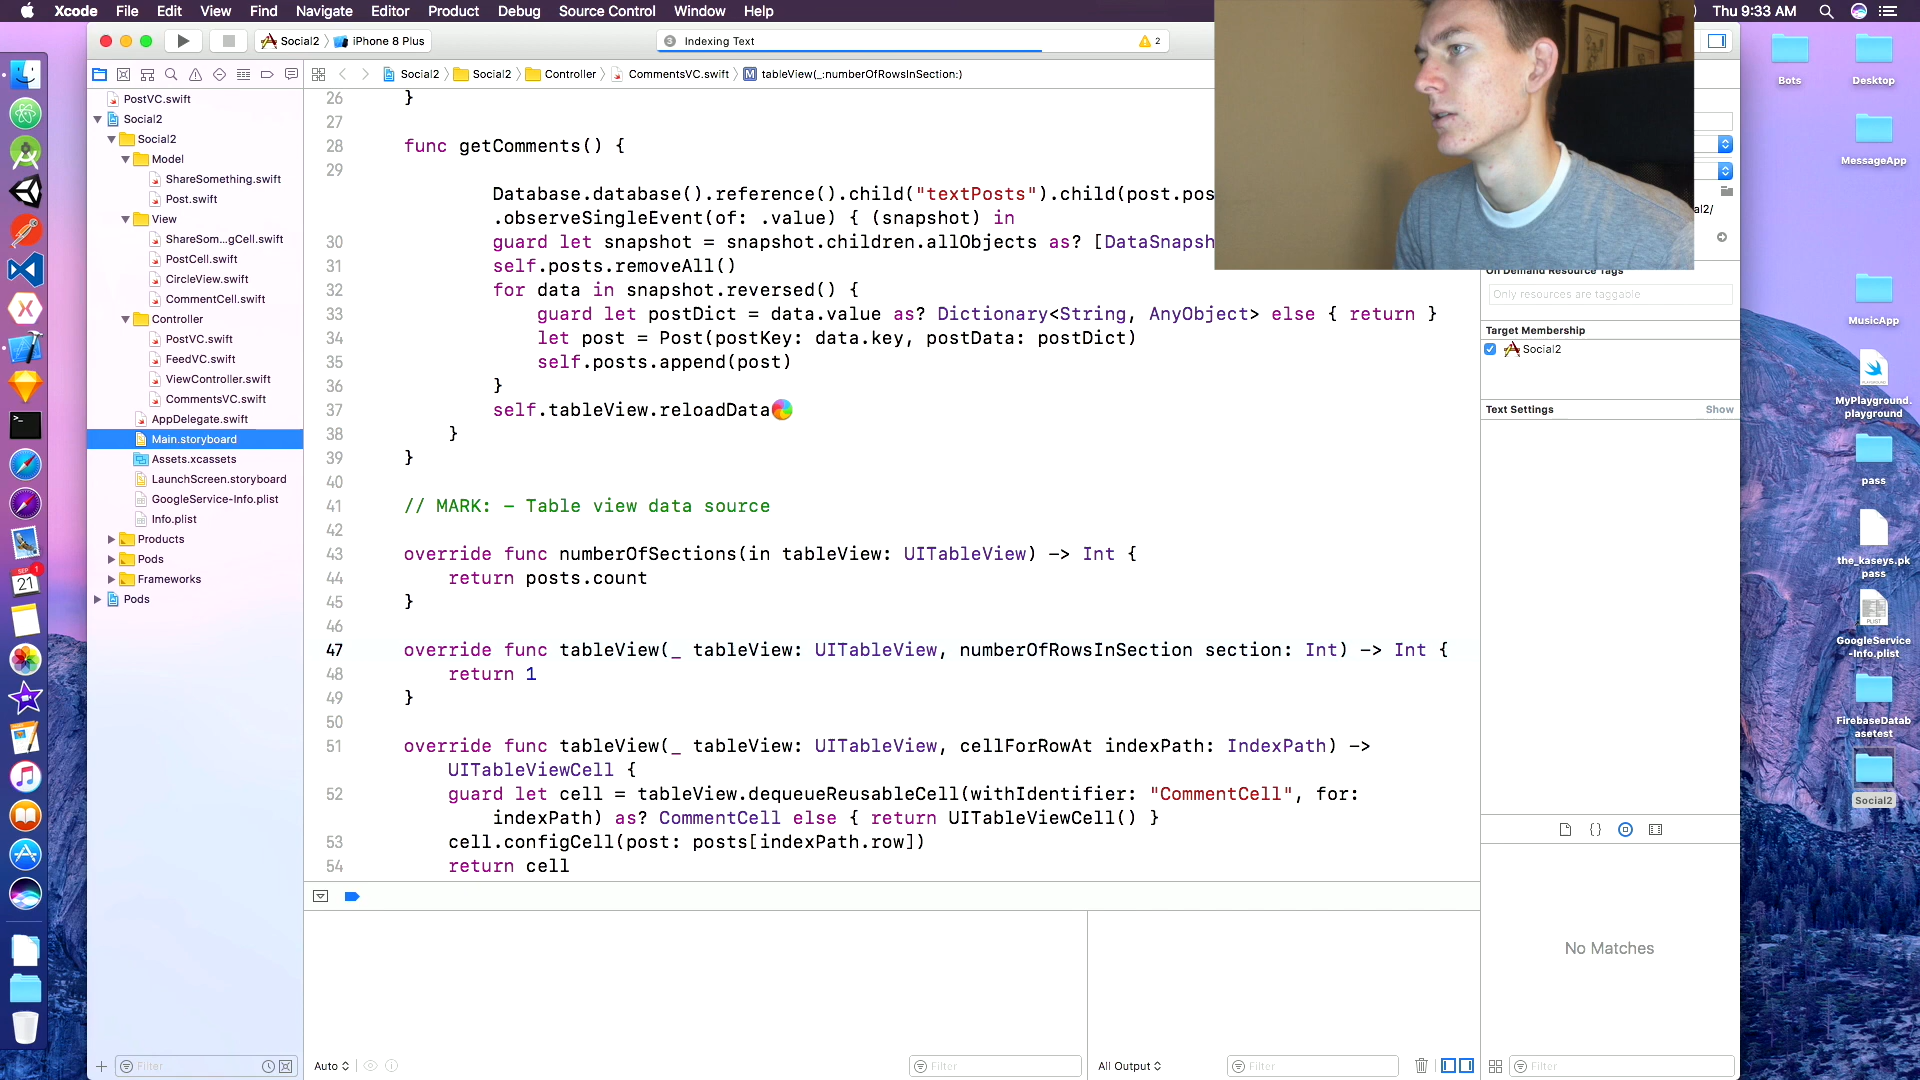 Xcode File Edit View Find Navigate Editor Product Debug Source Control Window Help
Thu 9:33 AM
Social2 iPhone 8 Plus
3 Indexing Text
2
Social2 Social2 Controller CommentsVC.swift M tableView(_:numberOfRowsInSection:)
PostVC.swift
Social2
Social2
Model
ShareSomething.swift
Post.swift
View
ShareSom...gCell.swift
PostCell.swift
CircleView.swift
CommentCell.swift
Controller
PostVC.swift
FeedVC.swift
ViewController.swift
CommentsVC.swift
AppDelegate.swift
Main.storyboard
Assets.xcassets
LaunchScreen.storyboard
GoogleService-Info.plist
Info.plist
Products
Pods
Frameworks
Pods
Filter
26 }
27
28 func getComments() {
29
Database.database().reference().child("textPosts").child(post.pos
.observeSingleEvent(of: .value) { (snapshot) in
30 guard let snapshot = snapshot.children.allObjects as? [DataSnapsh
31 self.posts.removeAll()
32 for data in snapshot.reversed() {
33 guard let postDict = data.value as? Dictionary<String, AnyObject> else { return }
34 let post = Post(postKey: data.key, postData: postDict)
35 self.posts.append(post)
36 }
37 self.tableView.reloadData
38 }
39 }
40
41 // MARK: - Table view data source
42
43 override func numberOfSections(in tableView: UITableView) -> Int {
44 return posts.count
45 }
46
47 override func tableView(_ tableView: UITableView, numberOfRowsInSection section: Int) -> Int {
48 return 1
49 }
50
51 override func tableView(_ tableView: UITableView, cellForRowAt indexPath: IndexPath) ->
UITableViewCell {
52 guard let cell = tableView.dequeueReusableCell(withIdentifier: "CommentCell", for:
indexPath) as? CommentCell else { return UITableViewCell() }
53 cell.configCell(post: posts[indexPath.row])
54 return cell
Auto
Filter
All Output
Filter
al2/
On Demand Resource Tags
Only resources are taggable
Target Membership
Social2
Text Settings Show
{}
No Matches
Filter
Bots
Desktop
MessageApp
MusicApp
MyPlayground.
playground
pass
the_kaseys.pk
pass
PLIST
GoogleService
-Info.plist
FirebaseDatab
asetest
Social2
SEP
21
1